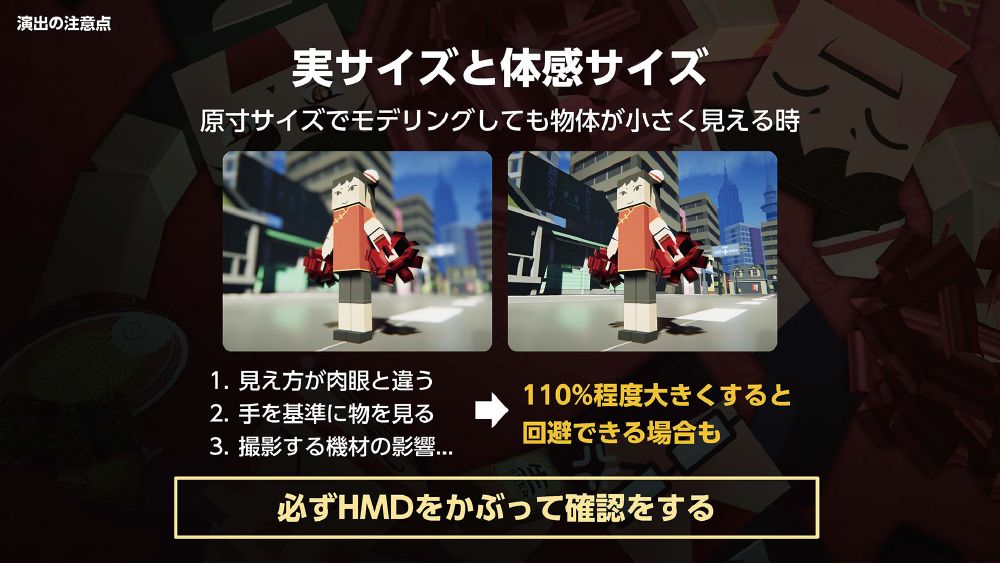 演出の注意点
実サイズと体感サイズ
原寸サイズでモデリングしても物体が小さく見える時
1. 見え方が肉眼と違う
2. 手を基準に物を見る
3. 撮影する機材の影響...
110%程度大きくすると
回避できる場合も
必ずHMDをかぶって確認をする